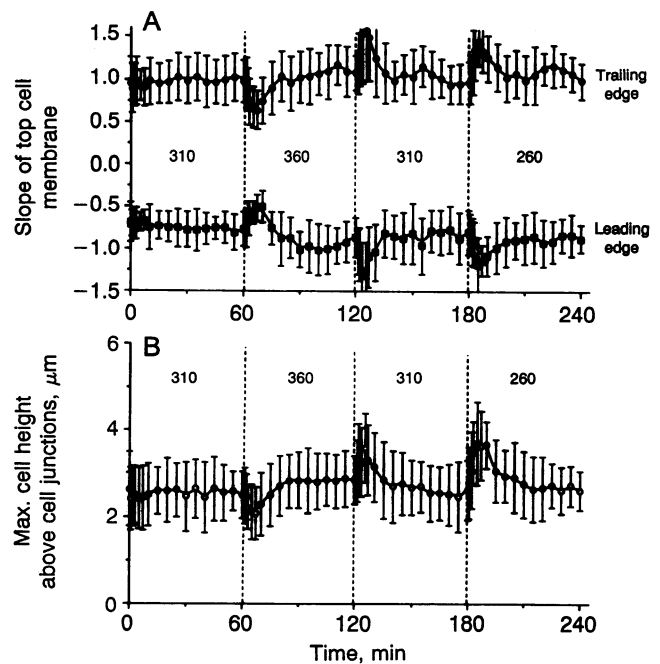 A
Slope of top cell
membrane
1.5
1.0
0.5
0.0
−0.5
−1.0
−1.5
310
360
310
260
Trailing
edge
Leading
edge
0
60
120
180
240
B
Max. cell height
above cell junctions, μm
6
4
2
0
310
360
310
260
0
60
120
180
240
Time, min